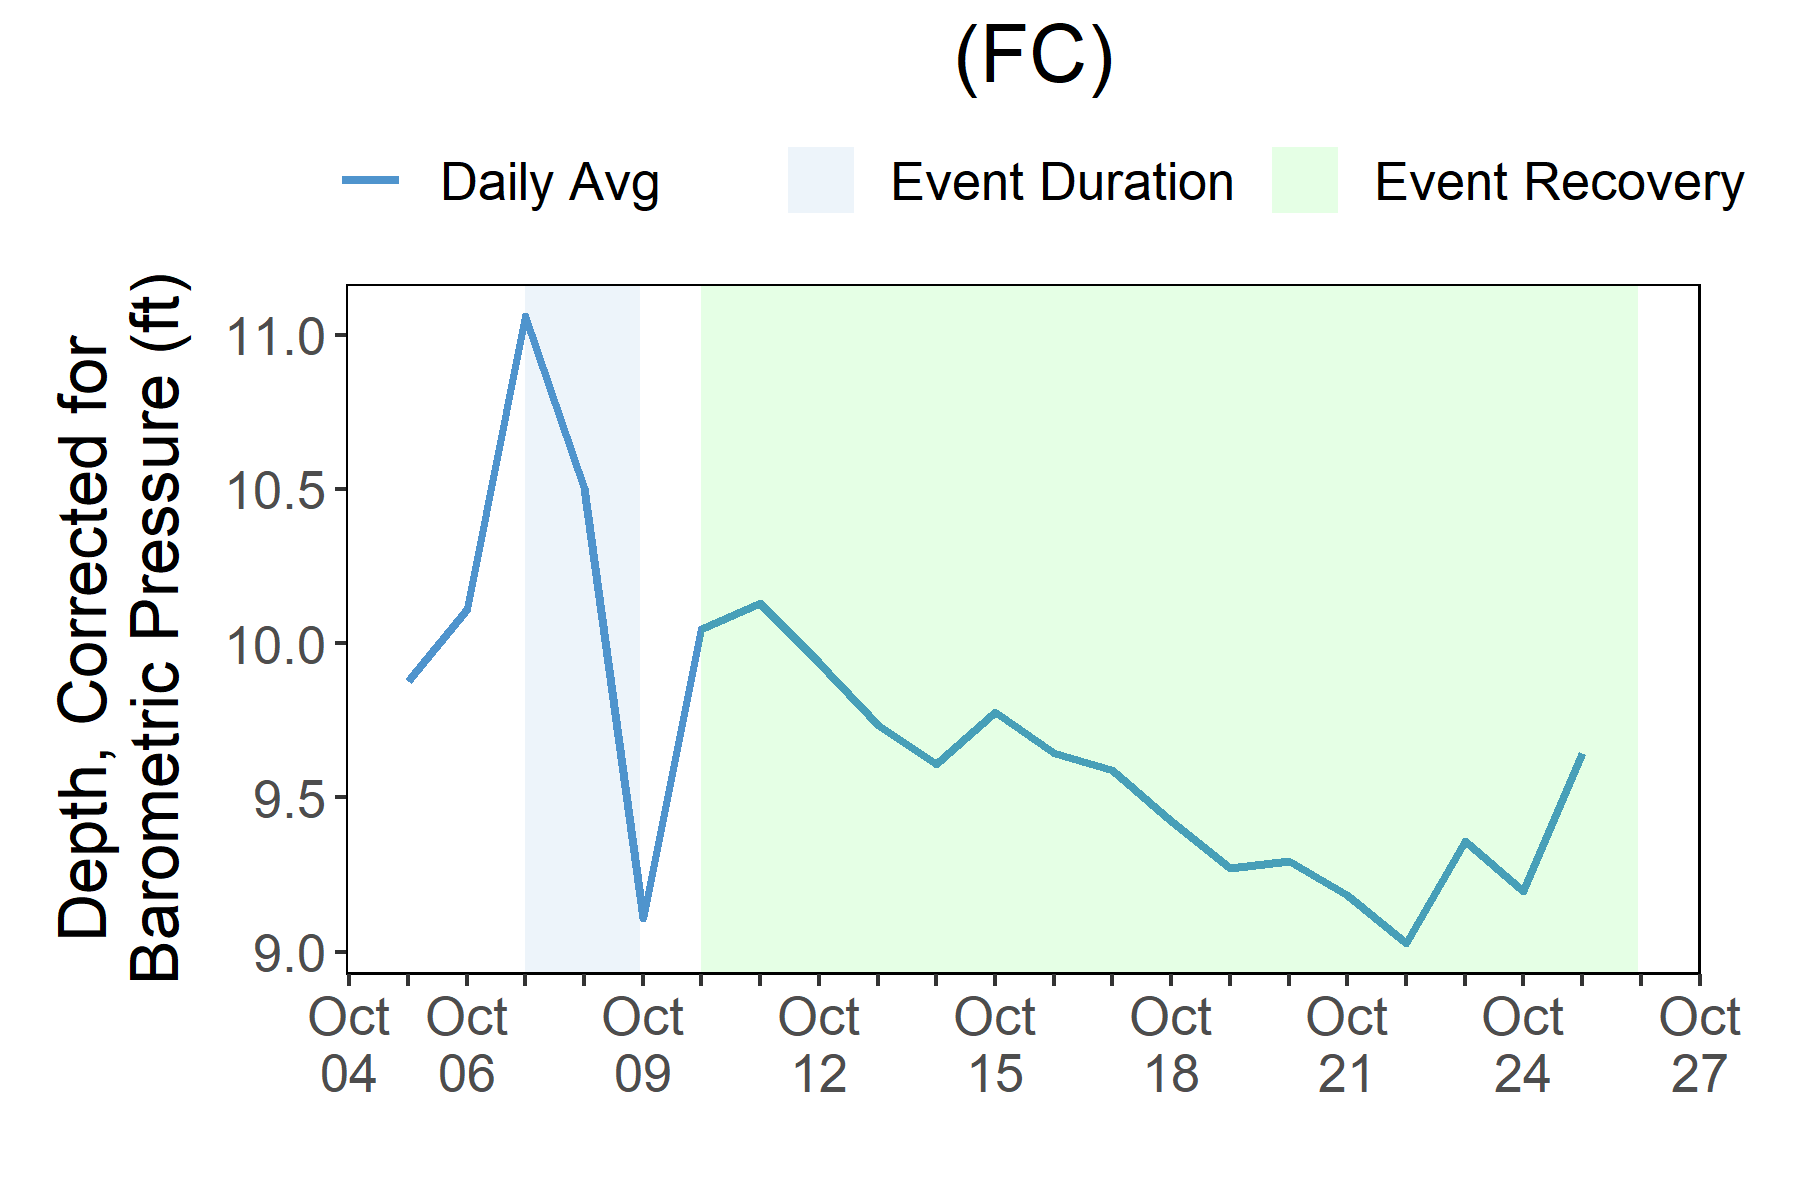 (FC)
Daily Avg
Event Duration
Event Recovery
Depth, Corrected for
Barometric Pressure (ft)
11.0
10.5
10.0
9.5
9.0
Oct Oct Oct Oct Oct Oct Oct Oct Oct
04 06 09 12 15 18 21 24 27